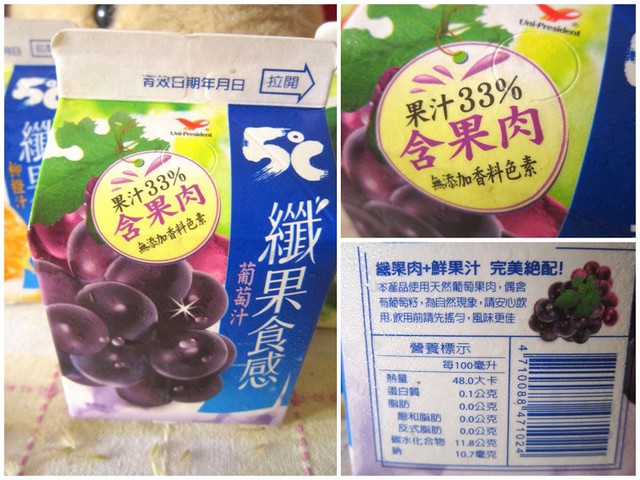 有效日期年月日 拉開
Uni-President
5℃
果汁33%
含果肉
無添加香料色素
纖果食感
葡萄汁
5℃
纖果
柳橙汁
Uni-President
果汁33%
含果肉
無添加香料色素
纖果肉+鮮果汁 完美絶配!
本產品使用天然葡萄果肉,偶含
有葡萄籽,為自然現象,請安心飲
用.飲用前請先搖勻,風味更佳
營養標示
每100毫升
熱量 48.0大卡
蛋白質 0.1公克
脂肪 0.0公克
飽和脂肪 0.0公克
反式脂肪 0.0公克
碳水化合物 11.8公克
鈉 10.7毫克
4710088471024